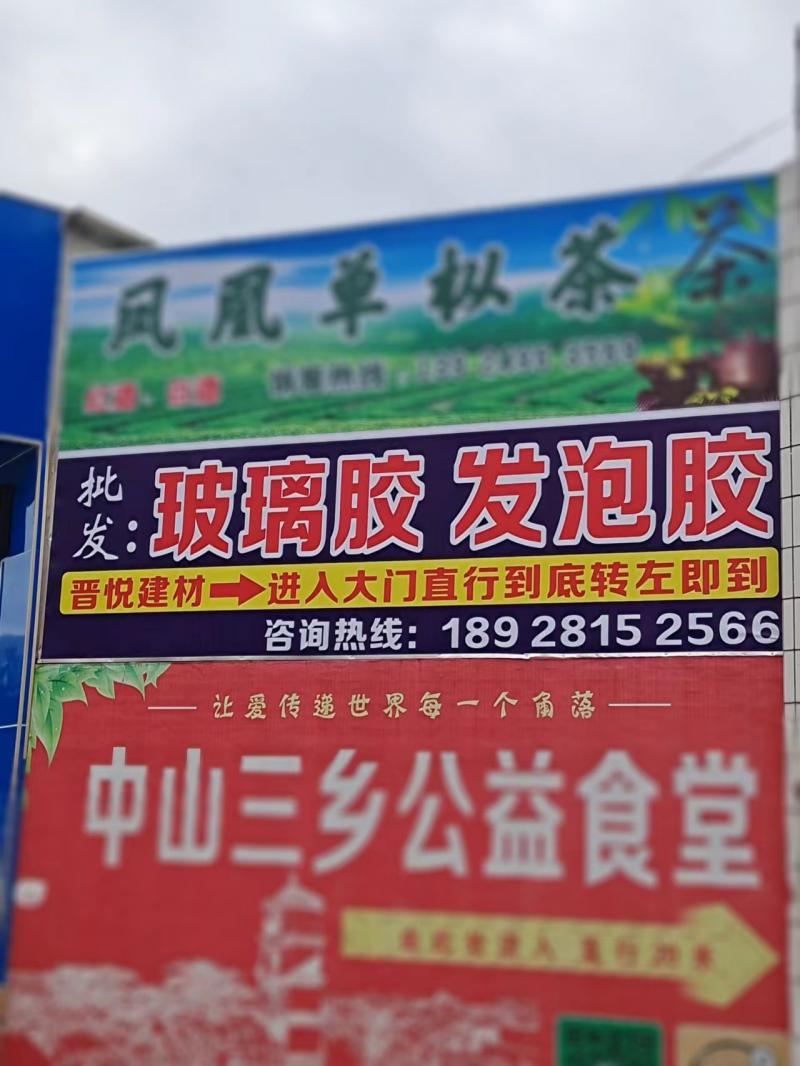 凤凰单枞茶
茶
批发:玻璃胶 发泡胶
晋悦建材➡进入大门直行到底转左即到
咨询热线:189 2815 2566
让爱传递世界每一个角落
中山三乡公益食堂